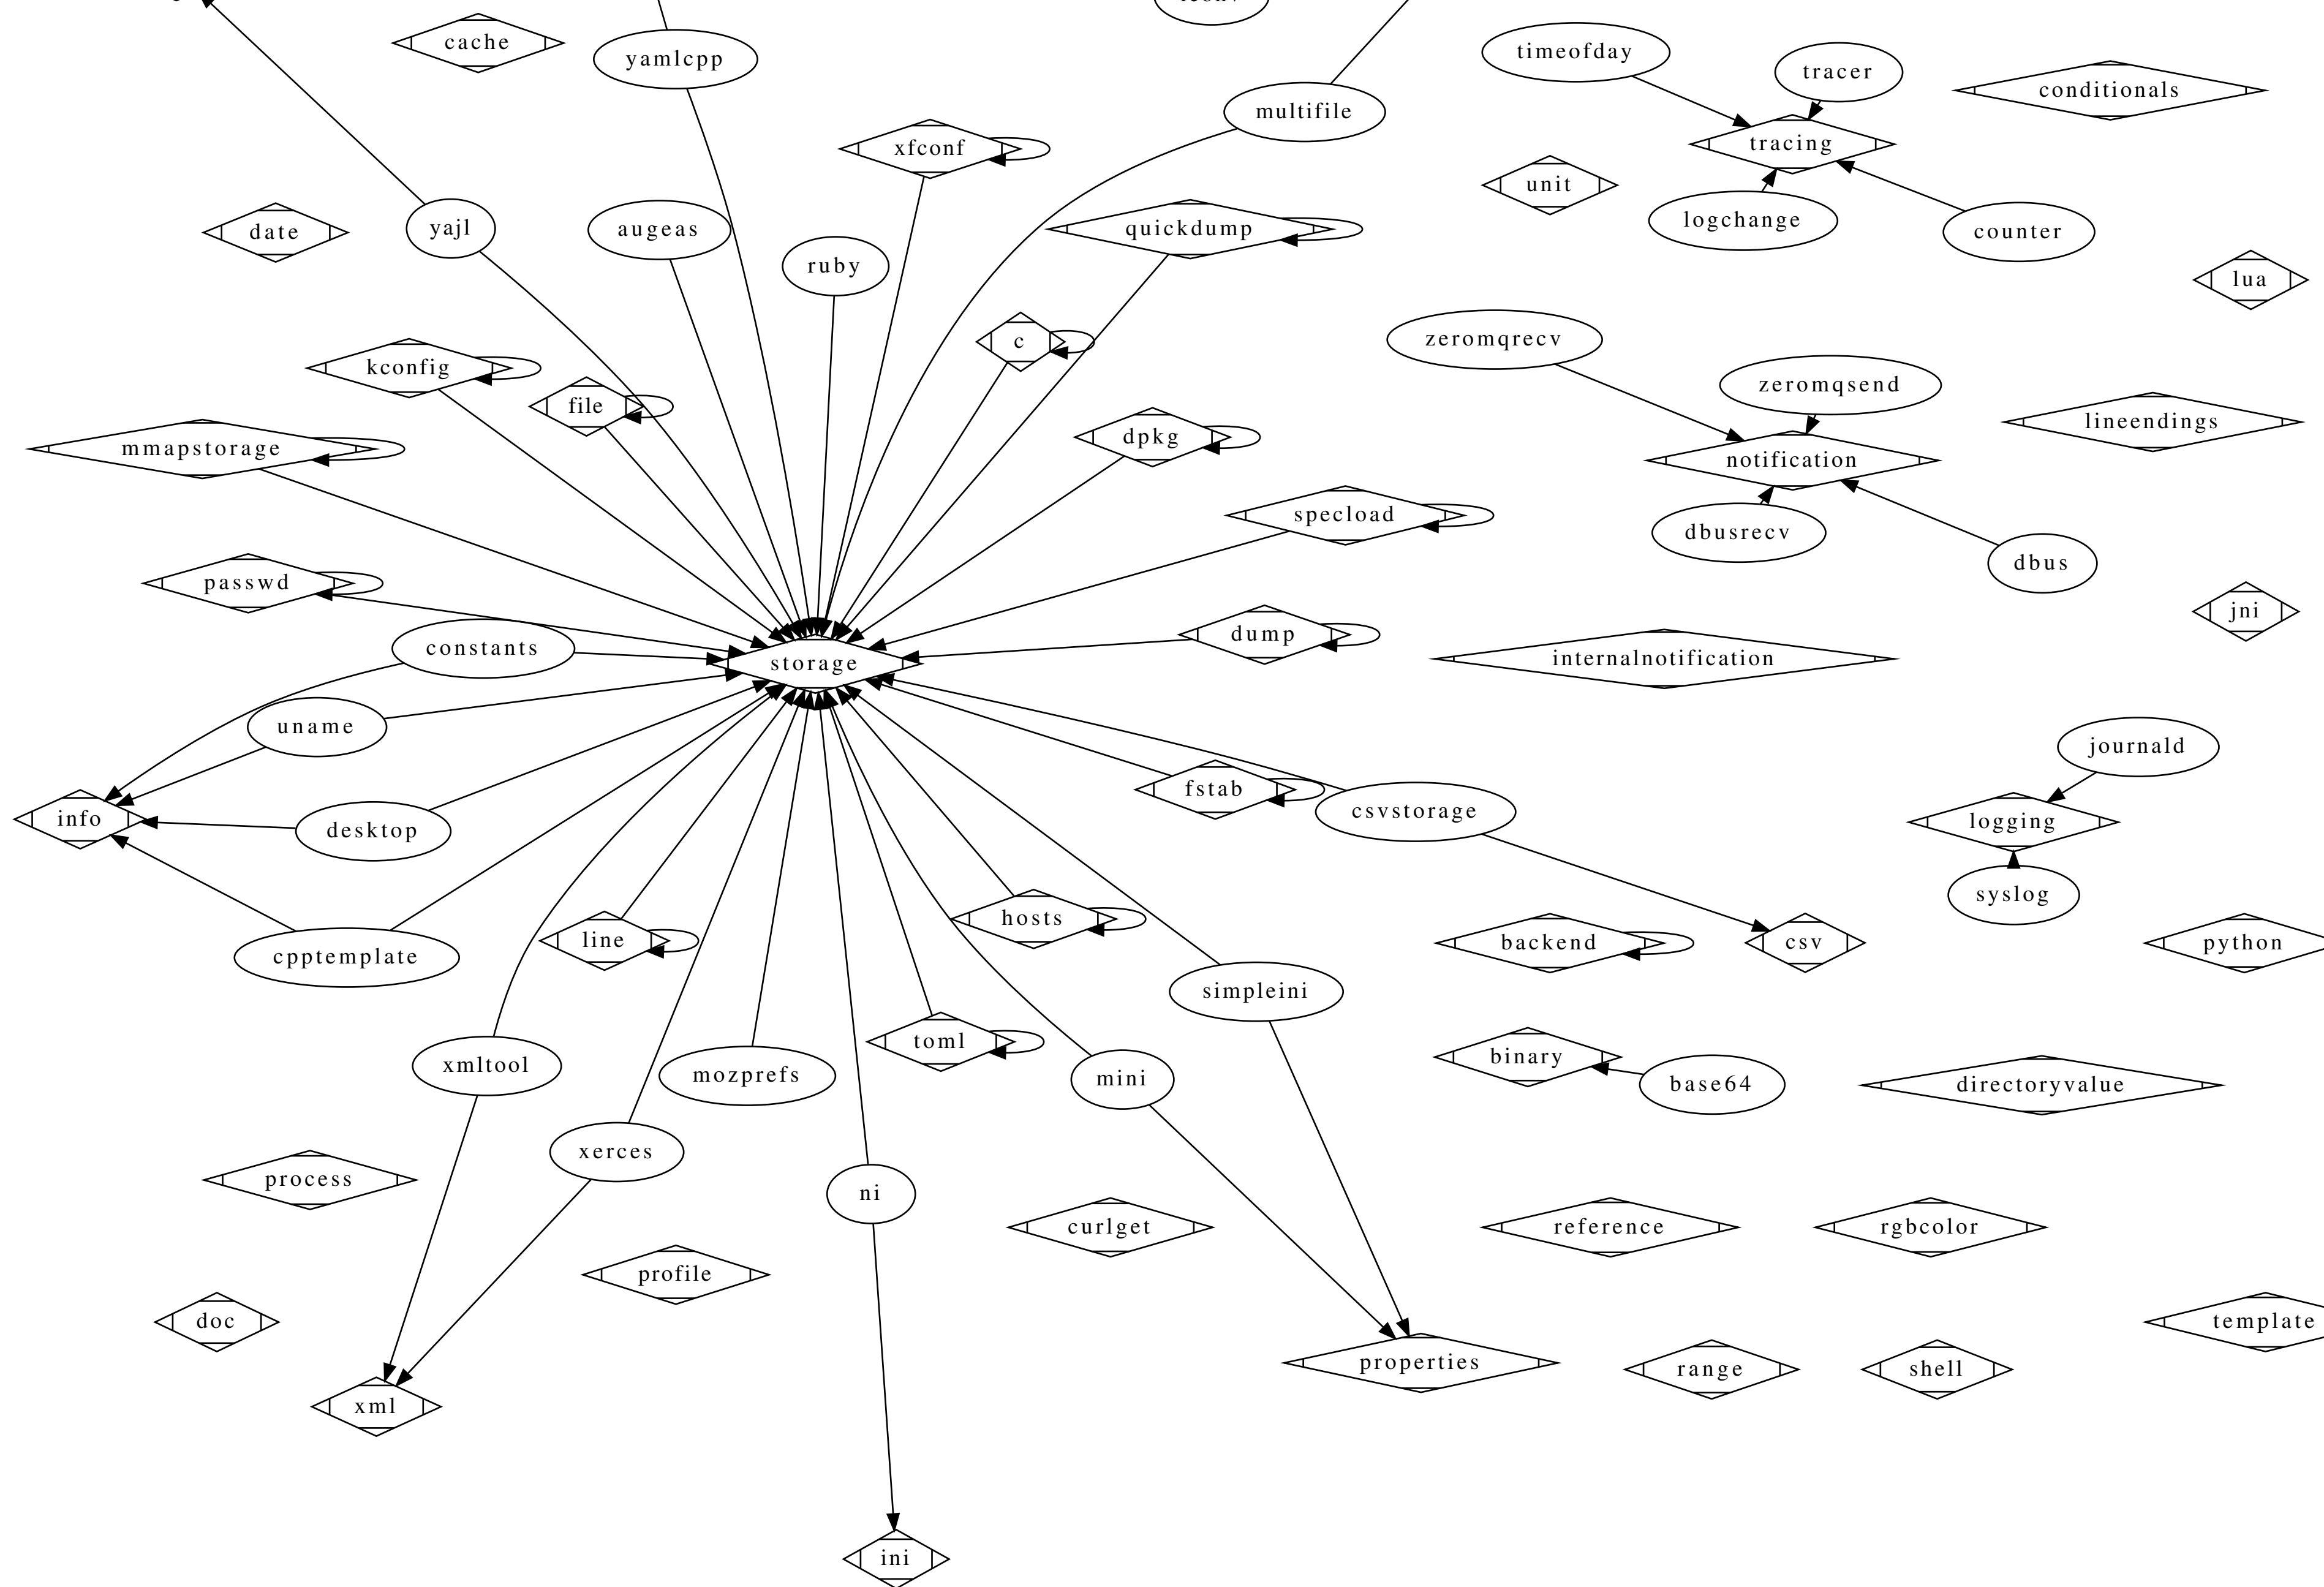 cache
yamlcpp
timeofday
tracer
conditionals
multifile
xfconf
tracing
unit
date
yajl
augeas
quickdump
logchange
counter
ruby
lua
c
zeromqrecv
kconfig
zeromqsend
file
mmapstorage
dpkg
lineendings
notification
specload
dbusrecv
dbus
passwd
jni
dump
constants
storage
internalnotification
uname
journald
fstab
info
desktop
csvstorage
logging
syslog
hosts
line
backend
csv
python
cpptemplate
simpleini
toml
xmltool
mozprefs
mini
binary
base64
directoryvalue
xerces
process
ni
curlget
reference
rgbcolor
profile
doc
template
properties
range
shell
xml
ini